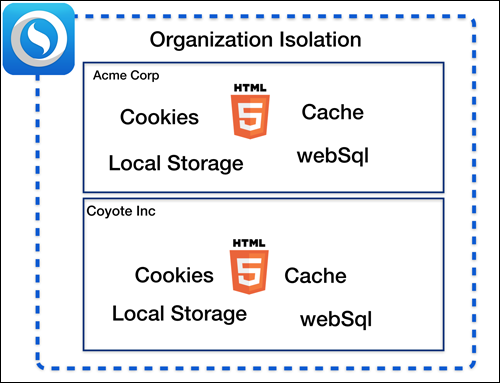 Organization Isolation
Acme Corp
HTML
5
Cookies
Cache
Local Storage
webSql
Coyote Inc
HTML
5
Cookies
Cache
Local Storage
webSql